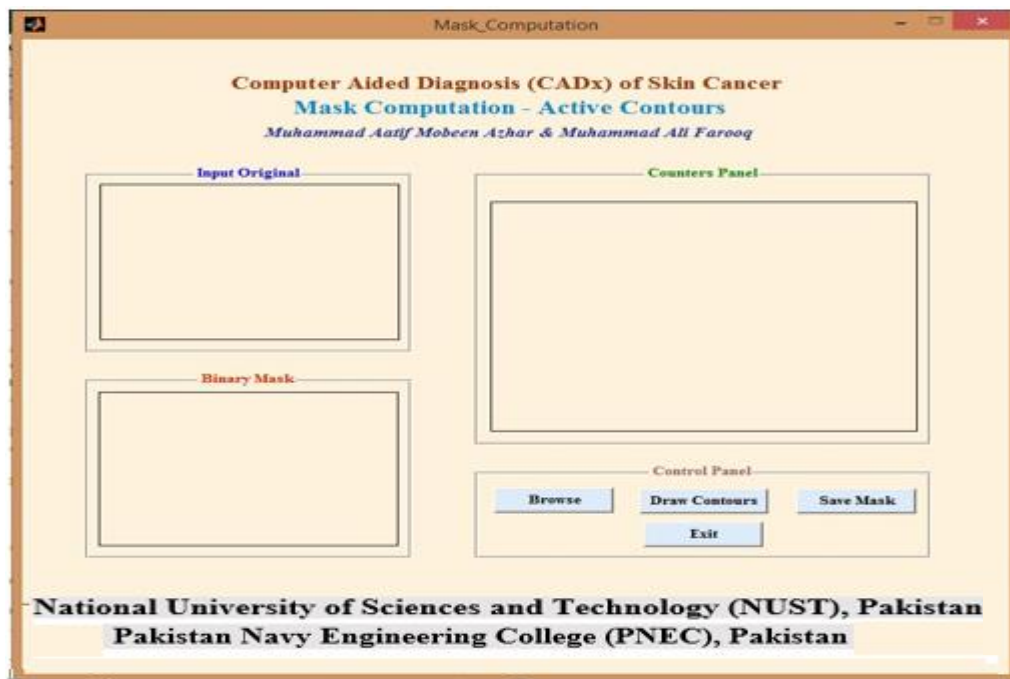 Mask_Computation
Computer Aided Diagnosis (CADx) of Skin Cancer
Mask Computation - Active Contours
Muhammad Aatif Mobeen Azhar & Muhammad Ali Farooq
Input Original
Counters Panel
Binary Mask
Control Panel
Browse
Draw Contours
Save Mask
Exit
National University of Sciences and Technology (NUST), Pakistan
Pakistan Navy Engineering College (PNEC), Pakistan